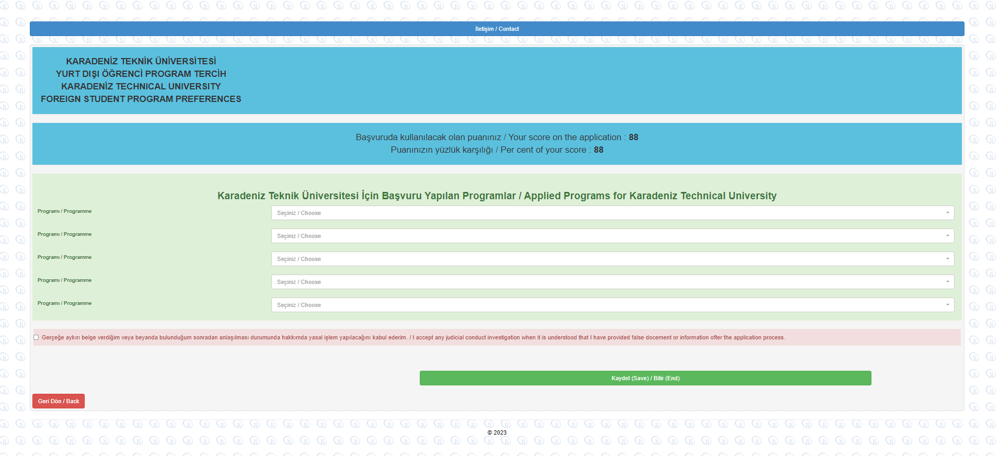 İletişim / Contact
KARADENİZ TEKNİK ÜNİVERSİTESİ
YURT DIŞI ÖĞRENCİ PROGRAM TERCİH
KARADENİZ TECHNICAL UNIVERSITY
FOREIGN STUDENT PROGRAM PREFERENCES
Başvuruda kullanılacak olan puanınız / Your score on the application : 88
Puanınızın yüzlük karşılığı / Per cent of your score : 88
Karadeniz Teknik Üniversitesi İçin Başvuru Yapılan Programlar / Applied Programs for Karadeniz Technical University
Programı / Programme Seçiniz / Choose
Programı / Programme Seçiniz / Choose
Programı / Programme Seçiniz / Choose
Programı / Programme Seçiniz / Choose
Programı / Programme Seçiniz / Choose
Gerçeğe aykırı belge verdiğim veya beyanda bulunduğum sonradan anlaşılması durumunda hakkımda yasal işlem yapılacağını kabul ederim. / I accept any judicial conduct investigation when it is understood that I have provided false docement or information ofter the application process.
Kaydet (Save) / Bitir (End)
Geri Dön / Back
© 2023